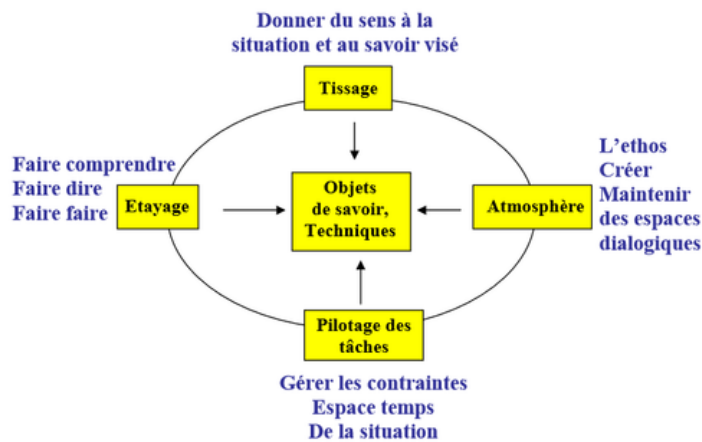 Donner du sens à la
situation et au savoir visé
Tissage
Faire comprendre
Faire dire
Faire faire
Etayage
Objets
de savoir,
Techniques
Atmosphère
L'ethos
Créer
Maintenir
des espaces
dialogiques
Pilotage des
tâches
Gérer les contraintes
Espace temps
De la situation